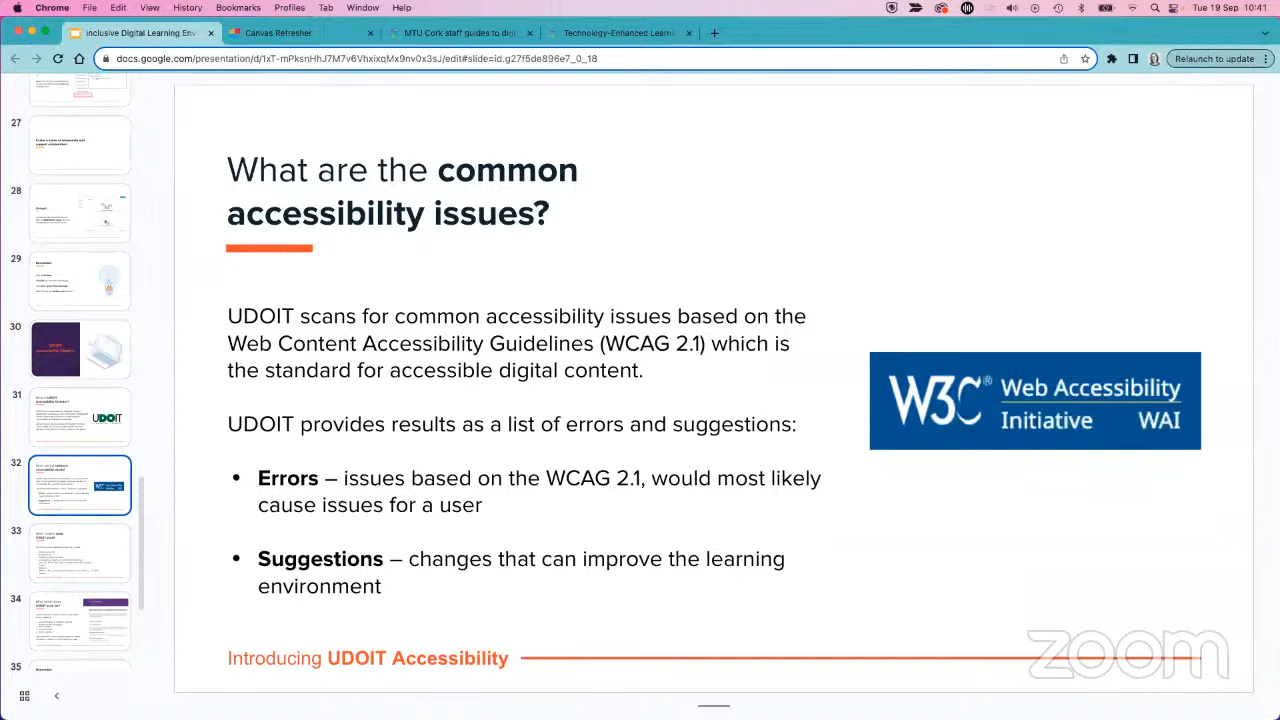 Chrome File Edit View History Bookmarks Profiles Tab Window Help
Tue 19 Sep 10:41
Inclusive Digital Learning Env
Canvas Refresher
MTU Cork staff guides to digi
Technology-Enhanced Learni
docs.google.com/presentation/d/1xT-mPksnHhJ7M7v6VhxixqMx9nv0x3sJ/edit#slide=id.g27f5de896e7_0_18
Relaunch to update
27
28
29
30
31
UDOIT
32
33
34
35
What are the common
accessibility issues?
UDOIT scans for common accessibility issues based on the
Web Content Accessibility Guidelines (WCAG 2.1) which is
the standard for accessible digital content.
UDOIT provides results as a list of errors and suggestions:
• Errors – issues based on the WCAG 2.1, would most likely
cause issues for a user
• Suggestions – changes that can improve the learning
environment
W3C® Web Accessibility
Initiative WAI
Introducing UDOIT Accessibility
zoom